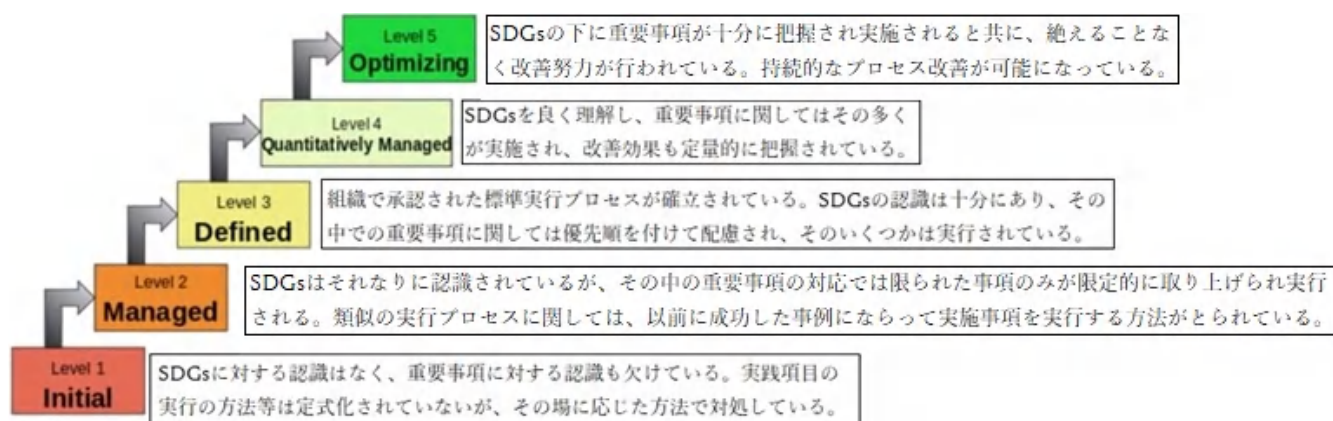 Level 5
Optimizing
SDGsの下に重要事項が十分に把握され実施されると共に、絶えることな
く改善努力が行われている。持続的なプロセス改善が可能になっている。
Level 4
Quantitatively Managed
SDGsを良く理解し、重要事項に関してはその多く
が実施され、改善効果も定量的に把握されている。
Level 3
Defined
組織で承認された標準実行プロセスが確立されている。SDGsの認識は十分にあり、その
中での重要事項に関しては優先順を付けて配慮され、そのいくつかは実行されている。
Level 2
Managed
SDGsはそれなりに認識されているが、その中の重要事項の対応では限られた事項のみが限定的に取り上げられ実行
される。類似の実行プロセスに関しては、以前に成功した事例にならって実施事項を実行する方法がとられている。
Level 1
Initial
SDGsに対する認識はなく、重要事項に対する認識も欠けている。実践項目の
実行の方法等は定式化されていないが、その場に応じた方法で対処している。